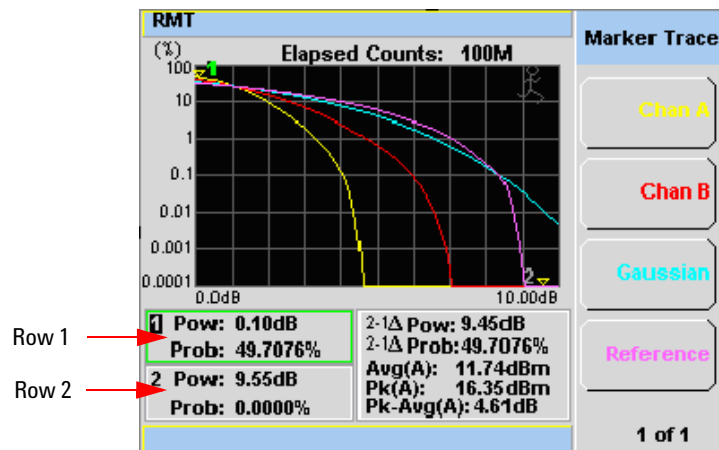 RMT
(%)
Elapsed Counts: 100M
100
1
10
1
0.1
0.01
0.001
0.0001
2
0.0dB
10.00dB
Row 1
1 Pow: 0.10dB
Prob: 49.7076%
Row 2
2 Pow: 9.55dB
Prob: 0.0000%
2-1Δ Pow: 9.45dB
2-1Δ Prob: 49.7076%
Avg(A): 11.74dBm
Pk(A): 16.35dBm
Pk-Avg(A): 4.61dB
Marker Trace
Chan A
Chan B
Gaussian
Reference
1 of 1